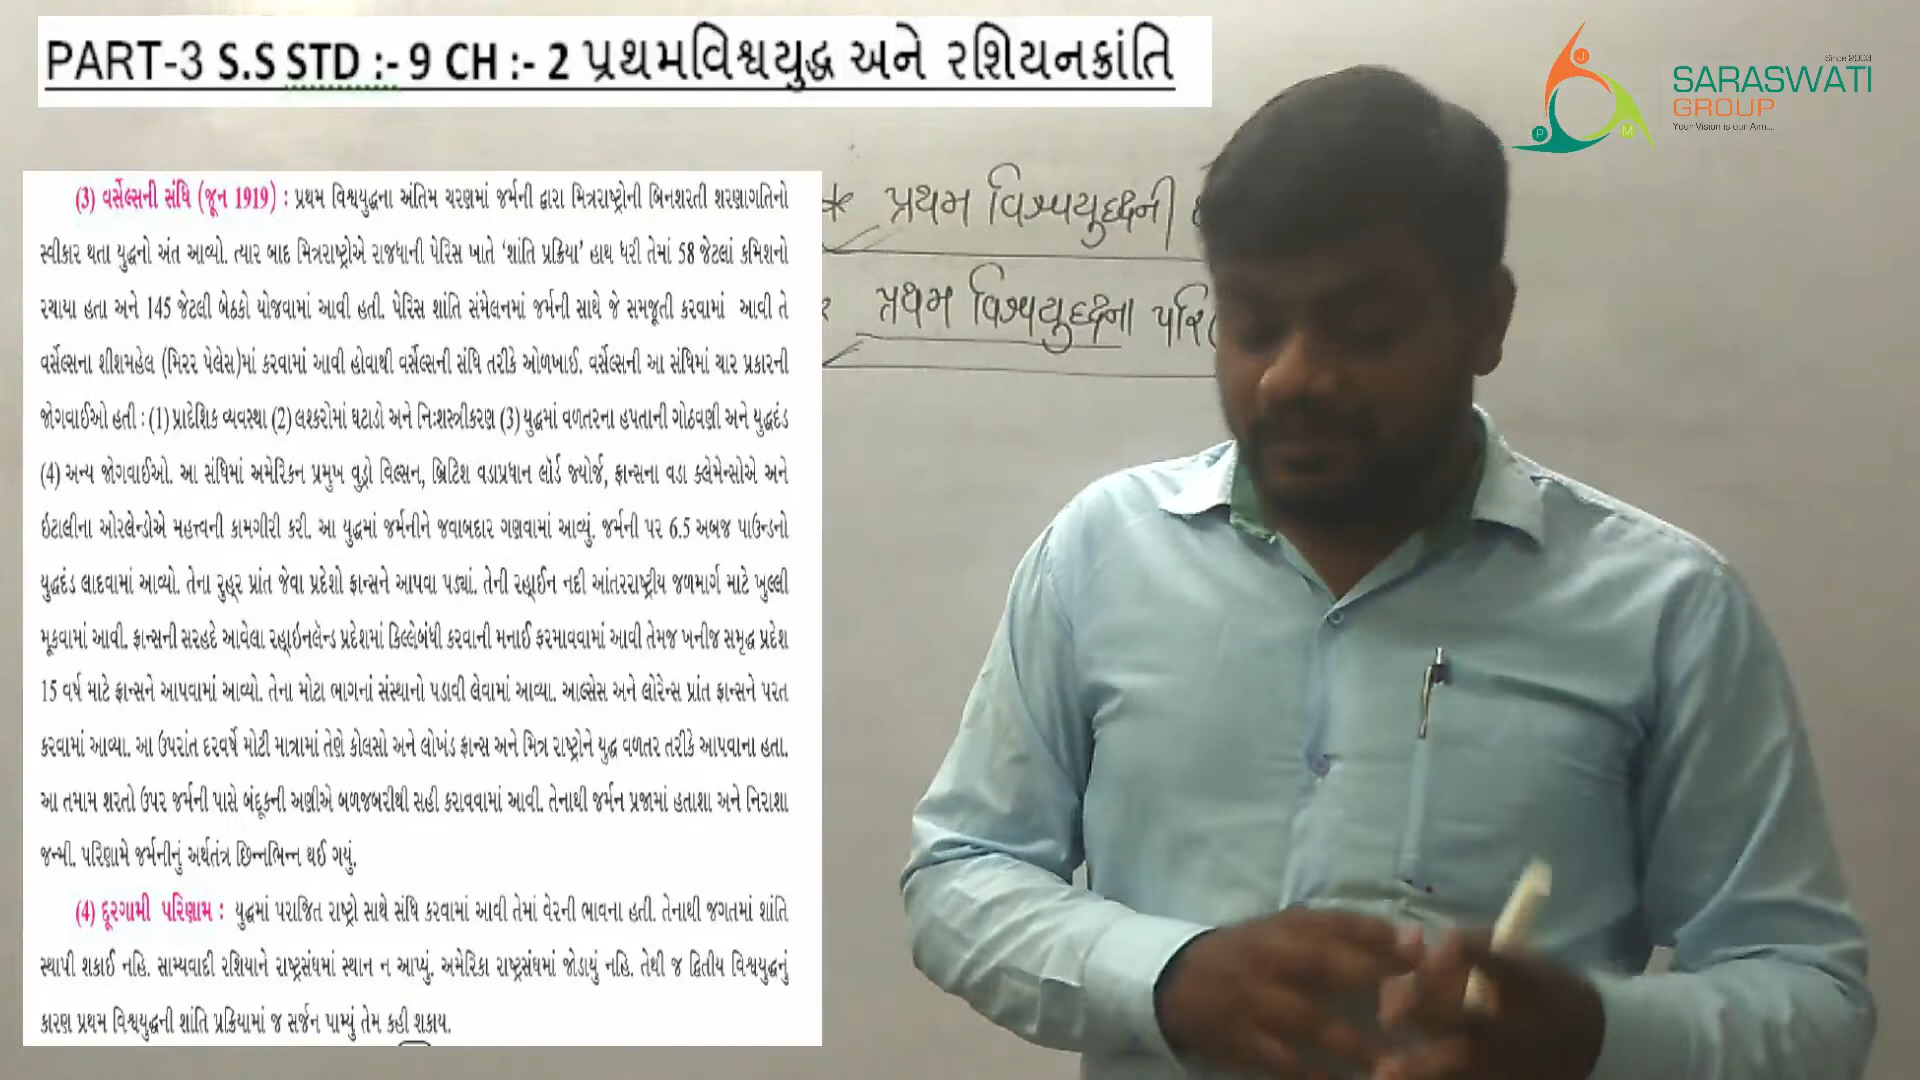 PART-3 S.S STD :- 9 CH :- 2 પ્રથમવિશ્વયુદ્ધ અને રશિયનક્રાંતિ
Since 2003
SARASWATI
GROUP
Your Vision is our Aim....
J
P
M
* પ્રથમ વિશ્વયુદ્ધની
પ્રથમ વિશ્વયુદ્ધના
(3) વર્સેલ્સની સંધિ (જૂન 1919) : પ્રથમ વિશ્વયુદ્ધના અંતિમ ચરણમાં જર્મની દ્વારા મિત્રરાષ્ટ્રોની બિનશરતી શરણાગતિનો
સ્વીકાર થતા યુદ્ધનો અંત આવ્યો. ત્યાર બાદ મિત્રરાષ્ટ્રોએ રાજધાની પેરિસ ખાતે ‘શાંતિ પ્રક્રિયા’ હાથ ધરી તેમાં 58 જેટલાં કમિશનો
રચાયા હતા અને 145 જેટલી બેઠકો યોજવામાં આવી હતી. પેરિસ શાંતિ સંમેલનમાં જર્મની સાથે જે સમજૂતી કરવામાં આવી તે
વર્સેલ્સના શીશમહેલ (મિરર પેલેસ)માં કરવામાં આવી હોવાથી વર્સેલ્સની સંધિ તરીકે ઓળખાઈ. વર્સેલ્સની આ સંધિમાં ચાર પ્રકારની
જોગવાઈઓ હતી : (1) પ્રાદેશિક વ્યવસ્થા (2) લશ્કરોમાં ઘટાડો અને નિઃશસ્ત્રીકરણ (3) યુદ્ધમાં વળતરના હપતાની ગોઠવણી અને યુદ્ધદંડ
(4) અન્ય જોગવાઈઓ. આ સંધિમાં અમેરિકન પ્રમુખ વુડ્રો વિલ્સન, બ્રિટિશ વડાપ્રધાન લૉર્ડ જ્યોર્જ, ફ્રાન્સના વડા ક્લેમેન્સોએ અને
ઇટાલીના ઓરલેન્ડોએ મહત્ત્વની કામગીરી કરી. આ યુદ્ધમાં જર્મનીને જવાબદાર ગણવામાં આવ્યું. જર્મની પર 6.5 અબજ પાઉન્ડનો
યુદ્ધદંડ લાદવામાં આવ્યો. તેના રુહ્‌ર પ્રાંત જેવા પ્રદેશો ફ્રાન્સને આપવા પડ્યાં. તેની રહાઈન નદી આંતરરાષ્ટ્રીય જળમાર્ગ માટે ખુલ્લી
મૂકવામાં આવી. ફ્રાન્સની સરહદે આવેલા રહાઇનલૅન્ડ પ્રદેશમાં કિલ્લેબંધી કરવાની મનાઈ ફરમાવવામાં આવી તેમજ ખનીજ સમૃદ્ધ પ્રદેશ
15 વર્ષ માટે ફ્રાન્સને આપવામાં આવ્યો. તેના મોટા ભાગનાં સંસ્થાનો પડાવી લેવામાં આવ્યા. આલ્સેસ અને લોરેન્સ પ્રાંત ફ્રાન્સને પરત
કરવામાં આવ્યા. આ ઉપરાંત દરવર્ષે મોટી માત્રામાં તેણે કોલસો અને લોખંડ ફ્રાન્સ અને મિત્ર રાષ્ટ્રોને યુદ્ધ વળતર તરીકે આપવાના હતા.
આ તમામ શરતો ઉપર જર્મની પાસે બંદૂકની અણીએ બળજબરીથી સહી કરાવવામાં આવી. તેનાથી જર્મન પ્રજામાં હતાશા અને નિરાશા
જન્મી. પરિણામે જર્મનીનું અર્થતંત્ર છિન્નભિન્ન થઈ ગયું.
(4) દૂરગામી પરિણામ : યુદ્ધમાં પરાજિત રાષ્ટ્રો સાથે સંધિ કરવામાં આવી તેમાં વેરની ભાવના હતી. તેનાથી જગતમાં શાંતિ
સ્થાપી શકાઈ નહિ. સામ્યવાદી રશિયાને રાષ્ટ્રસંઘમાં સ્થાન ન આપ્યું. અમેરિકા રાષ્ટ્રસંઘમાં જોડાયું નહિ. તેથી જ દ્વિતીય વિશ્વયુદ્ધનું
કારણ પ્રથમ વિશ્વયુદ્ધની શાંતિ પ્રક્રિયામાં જ સર્જન પામ્યું તેમ કહી શકાય.